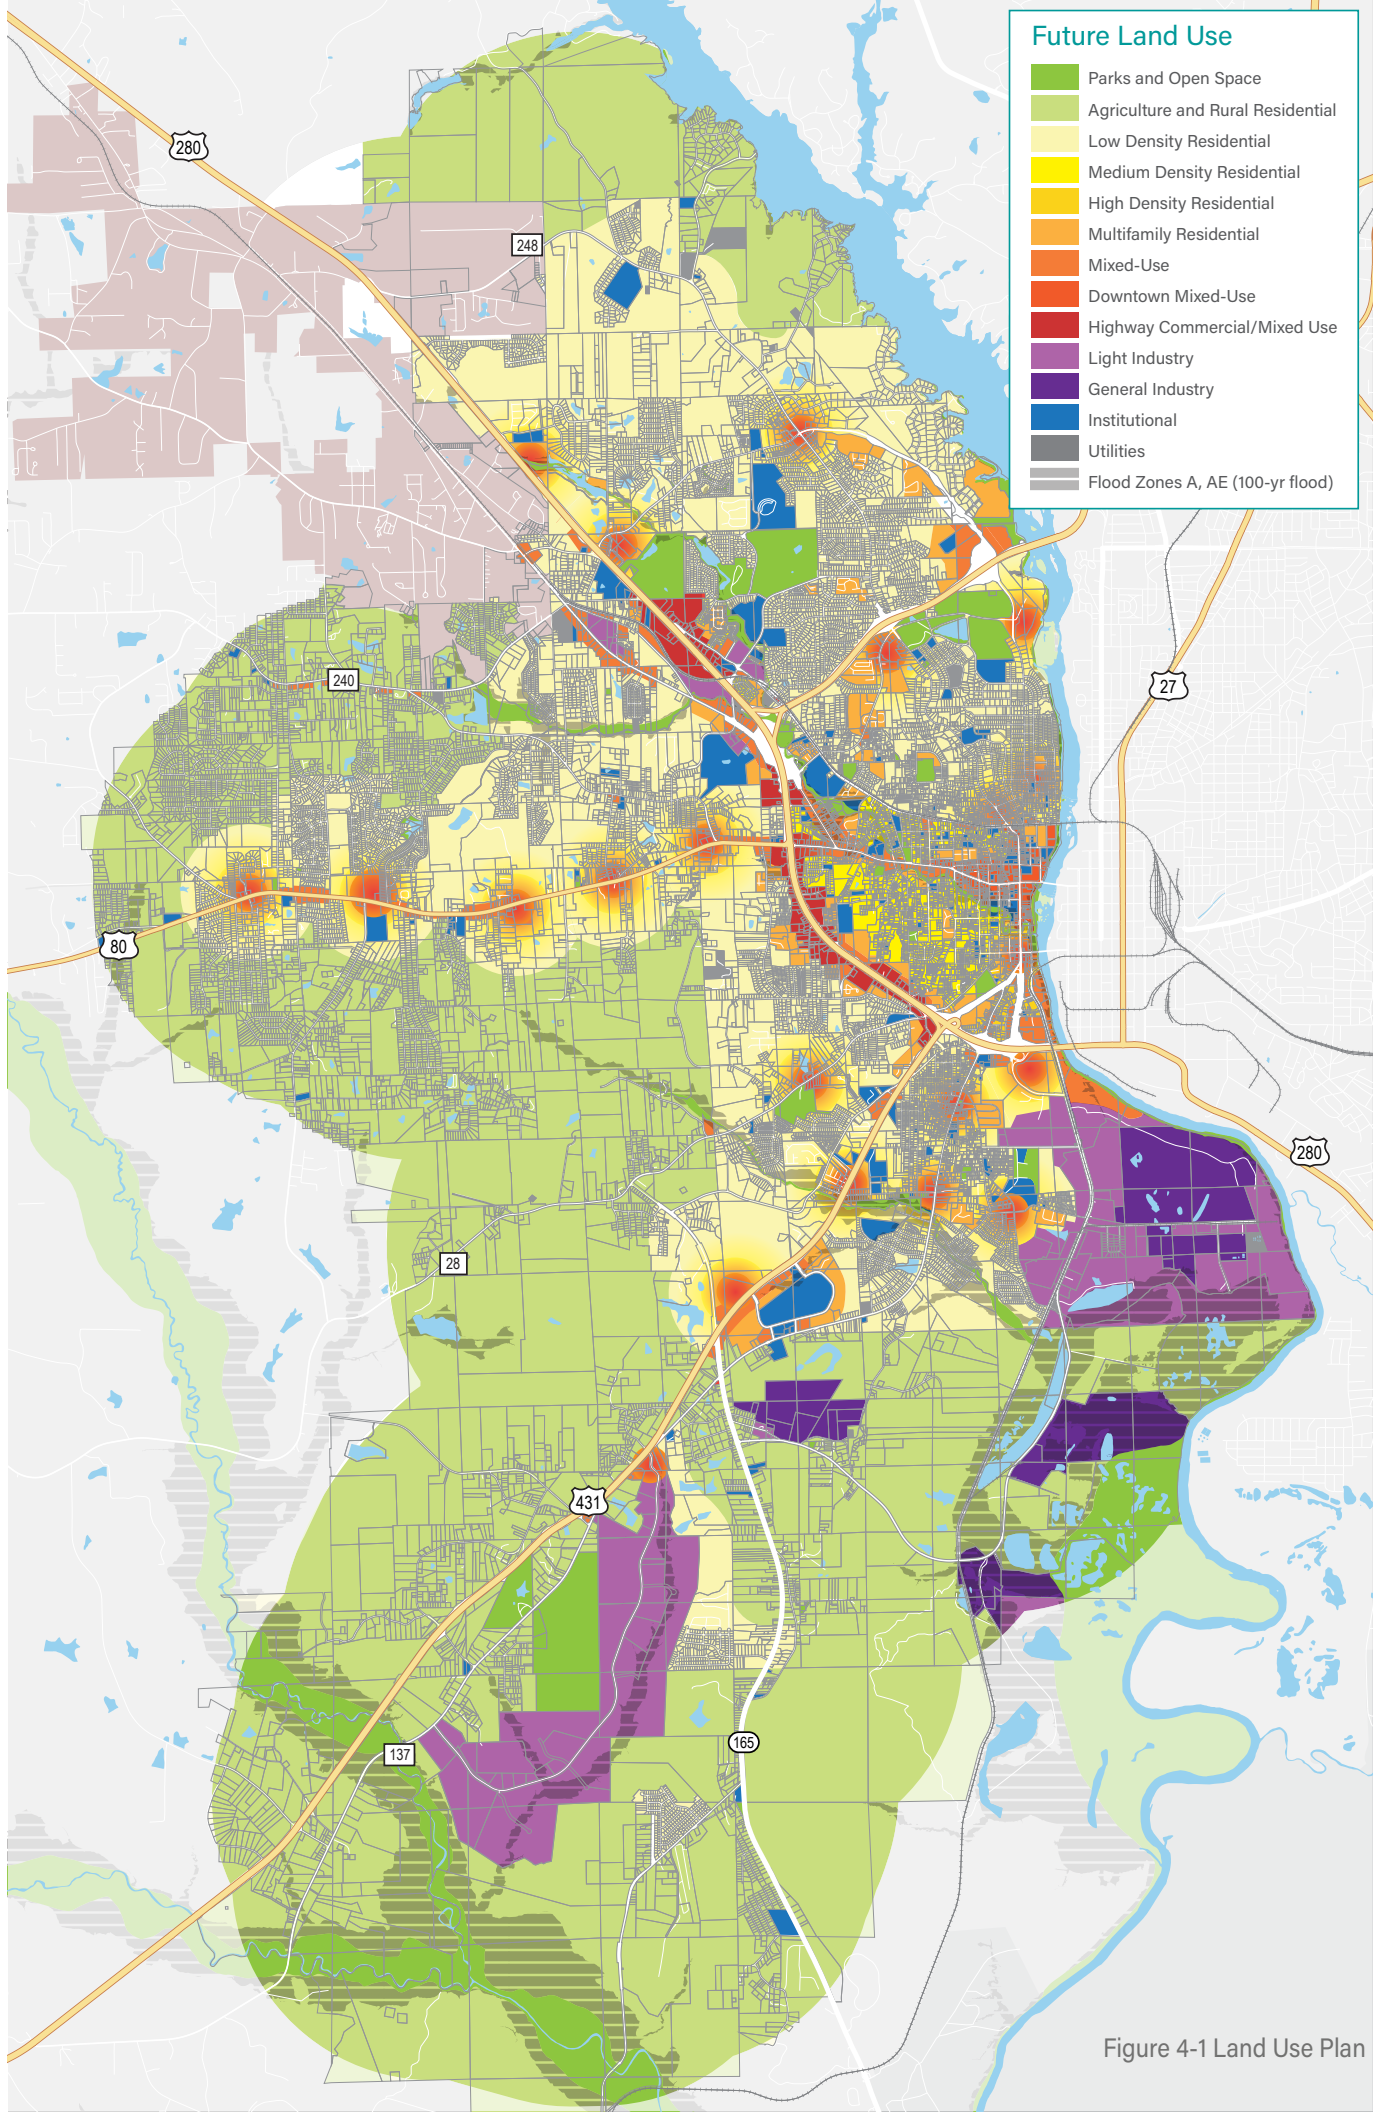 Future Land Use
Parks and Open Space
Agriculture and Rural Residential
Low Density Residential
Medium Density Residential
High Density Residential
Multifamily Residential
Mixed-Use
Downtown Mixed-Use
Highway Commercial/Mixed Use
Light Industry
General Industry
Institutional
Utilities
Flood Zones A, AE (100-yr flood)
280
248
240
27
80
280
28
431
165
137
Figure 4-1 Land Use Plan